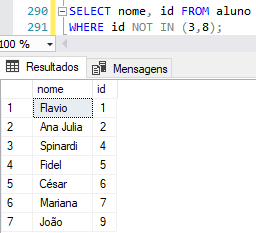 290 SELECT nome, id FROM aluno
291 WHERE id NOT IN (3,8);
100 %
Resultados Mensagens
nome id
1 Flavio 1
2 Ana Julia 2
3 Spinardi 4
4 Fidel 5
5 César 6
6 Mariana 7
7 João 9